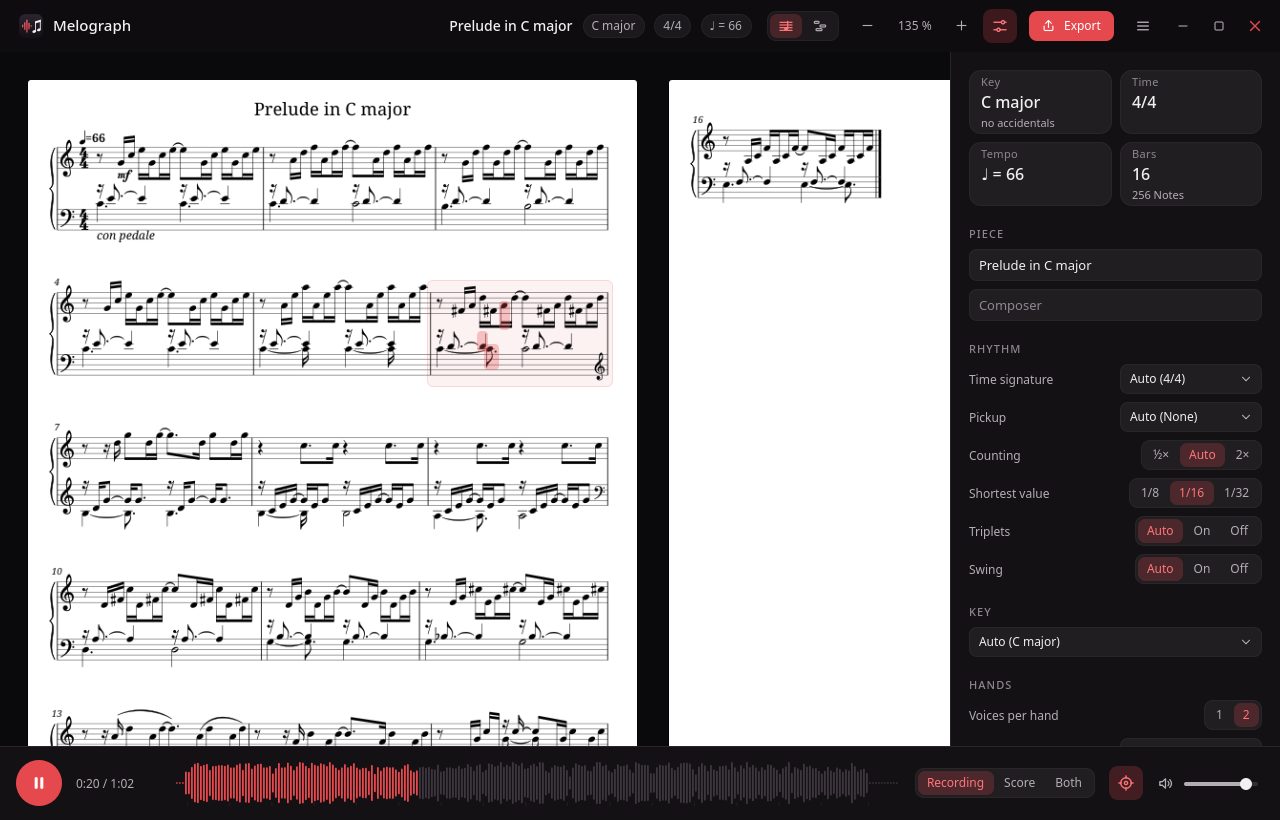 Melograph
Prelude in C major
C major
4/4
♩ = 66
135 %
Export
Prelude in C major
♩=66
mf
con pedale
4
7
10
13
16
Key
C major
no accidentals
Time
4/4
Tempo
♩ = 66
Bars
16
256 Notes
PIECE
Prelude in C major
Composer
RHYTHM
Time signature
Auto (4/4)
Pickup
Auto (None)
Counting
½× Auto 2×
Shortest value
1/8 1/16 1/32
Triplets
Auto On Off
Swing
Auto On Off
KEY
Auto (C major)
HANDS
Voices per hand
1 2
0:20 / 1:02
Recording Score Both